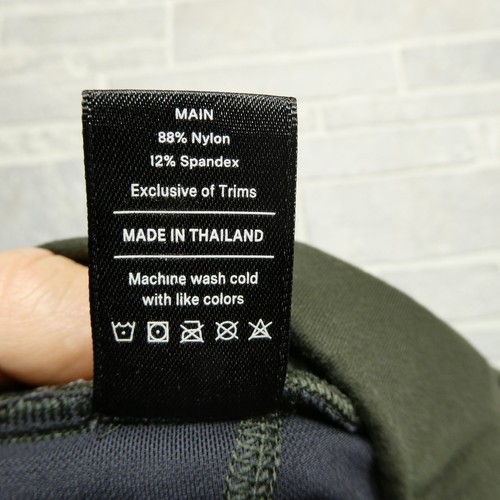 MAIN
88% Nylon
12% Spandex
Exclusive of Trims
MADE IN THAILAND
Machine wash cold
with like colors